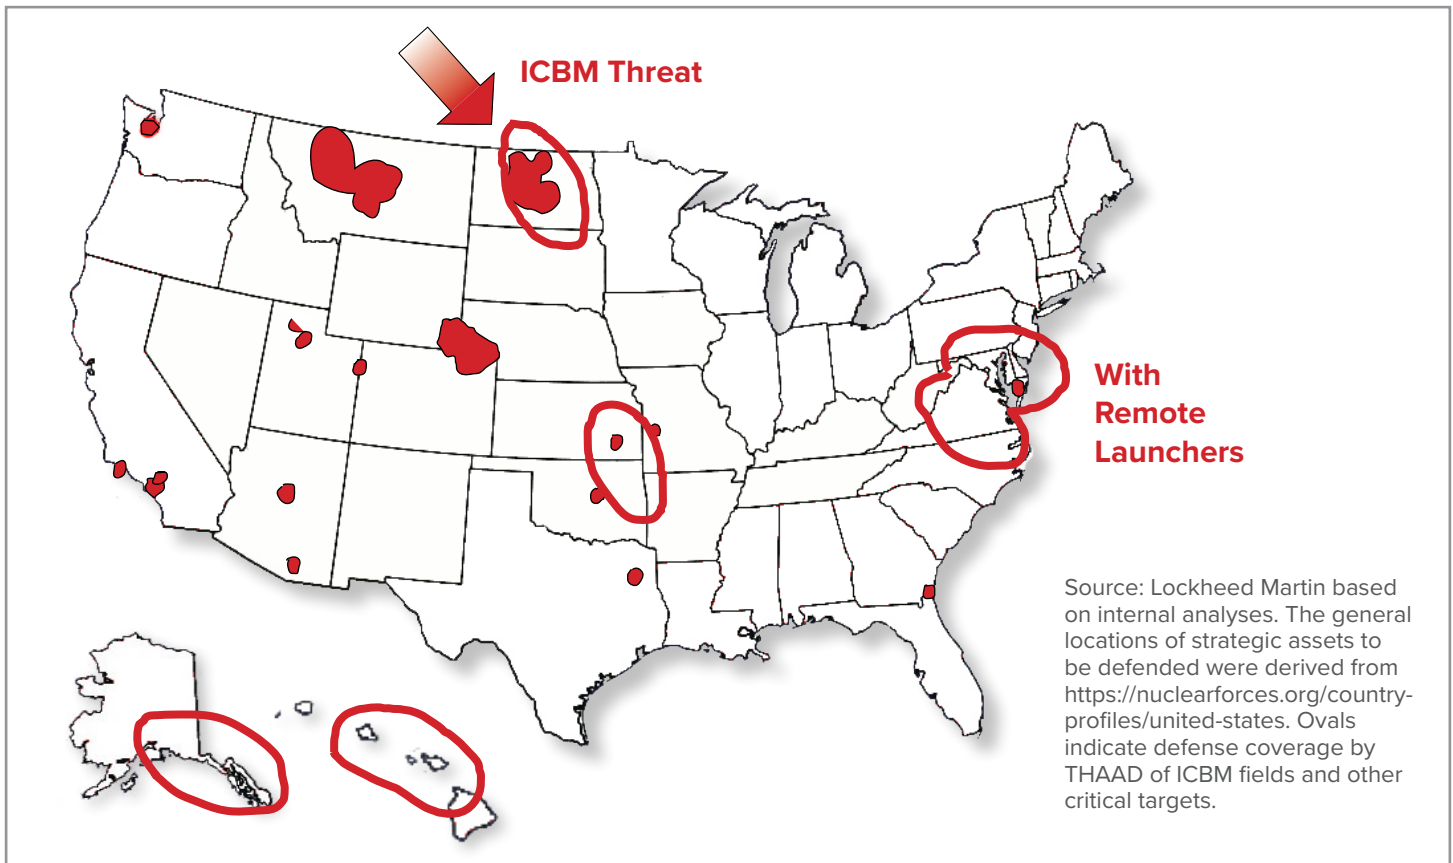 ICBM Threat
With
Remote
Launchers
Source: Lockheed Martin based
on internal analyses. The general
locations of strategic assets to
be defended were derived from
https://nuclearforces.org/country-
profiles/united-states. Ovals
indicate defense coverage by
THAAD of ICBM fields and other
critical targets.